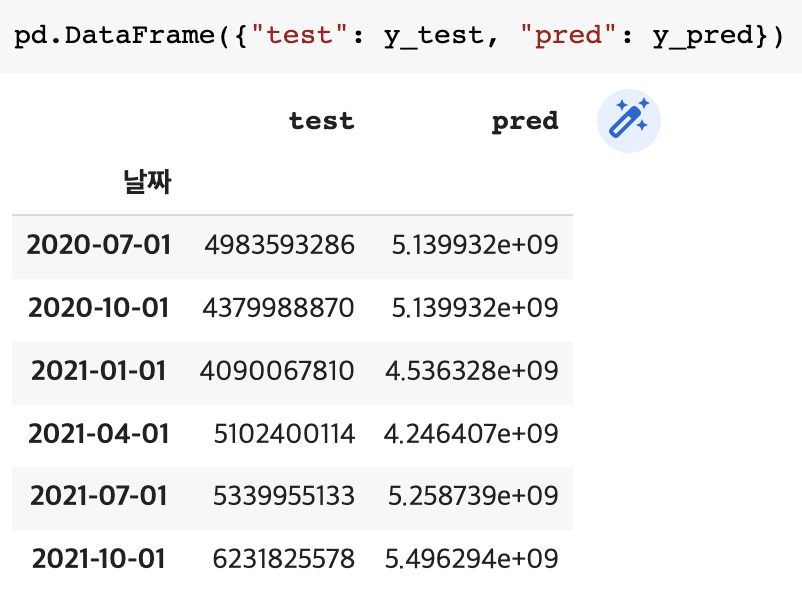 pd.DataFrame({"test": y_test, "pred": y_pred})
test pred
날짜
2020-07-01 4983593286 5.139932e+09
2020-10-01 4379988870 5.139932e+09
2021-01-01 4090067810 4.536328e+09
2021-04-01 5102400114 4.246407e+09
2021-07-01 5339955133 5.258739e+09
2021-10-01 6231825578 5.496294e+09